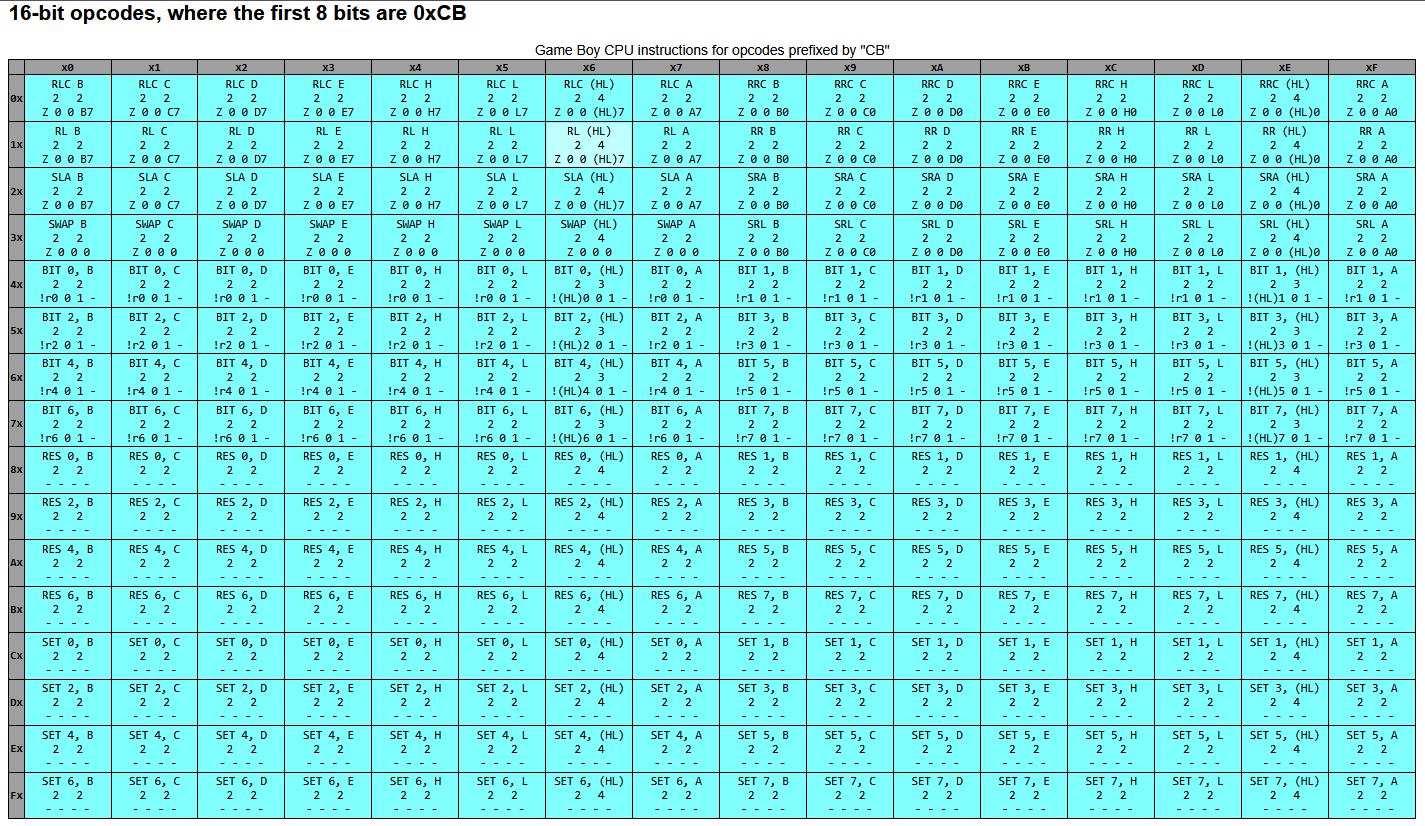 16-bit opcodes, where the first 8 bits are 0xCB
Game Boy CPU instructions for opcodes prefixed by "CB"
x0 x1 x2 x3 x4 x5 x6 x7 x8 x9 xA xB xC xD xE xF
RLC B RLC C RLC D RLC E RLC H RLC L RLC (HL) RLC A RRC B RRC C RRC D RRC E RRC H RRC L RRC (HL) RRC A
0x 2 2 2 2 2 2 2 2 2 2 2 2 2 4 2 2 2 2 2 2 2 2 2 2 2 2 2 2 2 4 2 2
Z 0 0 B7 Z 0 0 C7 Z 0 0 D7 Z 0 0 E7 Z 0 0 H7 Z 0 0 L7 Z 0 0 (HL)7 Z 0 0 A7 Z 0 0 B0 Z 0 0 C0 Z 0 0 D0 Z 0 0 E0 Z 0 0 H0 Z 0 0 L0 Z 0 0 (HL)0 Z 0 0 A0
RL B RL C RL D RL E RL H RL L RL (HL) RL A RR B RR C RR D RR E RR H RR L RR (HL) RR A
1x 2 2 2 2 2 2 2 2 2 2 2 2 2 4 2 2 2 2 2 2 2 2 2 2 2 2 2 2 2 4 2 2
Z 0 0 B7 Z 0 0 C7 Z 0 0 D7 Z 0 0 E7 Z 0 0 H7 Z 0 0 L7 Z 0 0 (HL)7 Z 0 0 A7 Z 0 0 B0 Z 0 0 C0 Z 0 0 D0 Z 0 0 E0 Z 0 0 H0 Z 0 0 L0 Z 0 0 (HL)0 Z 0 0 A0
SLA B SLA C SLA D SLA E SLA H SLA L SLA (HL) SLA A SRA B SRA C SRA D SRA E SRA H SRA L SRA (HL) SRA A
2x 2 2 2 2 2 2 2 2 2 2 2 2 2 4 2 2 2 2 2 2 2 2 2 2 2 2 2 2 2 4 2 2
Z 0 0 B7 Z 0 0 C7 Z 0 0 D7 Z 0 0 E7 Z 0 0 H7 Z 0 0 L7 Z 0 0 (HL)7 Z 0 0 A7 Z 0 0 B0 Z 0 0 C0 Z 0 0 D0 Z 0 0 E0 Z 0 0 H0 Z 0 0 L0 Z 0 0 (HL)0 Z 0 0 A0
SWAP B SWAP C SWAP D SWAP E SWAP H SWAP L SWAP (HL) SWAP A SRL B SRL C SRL D SRL E SRL H SRL L SRL (HL) SRL A
3x 2 2 2 2 2 2 2 2 2 2 2 2 2 4 2 2 2 2 2 2 2 2 2 2 2 2 2 2 2 4 2 2
Z 0 0 0 Z 0 0 0 Z 0 0 0 Z 0 0 0 Z 0 0 0 Z 0 0 0 Z 0 0 0 Z 0 0 0 Z 0 0 B0 Z 0 0 C0 Z 0 0 D0 Z 0 0 E0 Z 0 0 H0 Z 0 0 L0 Z 0 0 (HL)0 Z 0 0 A0
BIT 0, B BIT 0, C BIT 0, D BIT 0, E BIT 0, H BIT 0, L BIT 0, (HL) BIT 0, A BIT 1, B BIT 1, C BIT 1, D BIT 1, E BIT 1, H BIT 1, L BIT 1, (HL) BIT 1, A
4x 2 2 2 2 2 2 2 2 2 2 2 2 2 3 2 2 2 2 2 2 2 2 2 2 2 2 2 2 2 3 2 2
!r0 0 1 - !r0 0 1 - !r0 0 1 - !r0 0 1 - !r0 0 1 - !r0 0 1 - !(HL)0 0 1 - !r0 0 1 - !r1 0 1 - !r1 0 1 - !r1 0 1 - !r1 0 1 - !r1 0 1 - !r1 0 1 - !(HL)1 0 1 - !r1 0 1 -
BIT 2, B BIT 2, C BIT 2, D BIT 2, E BIT 2, H BIT 2, L BIT 2, (HL) BIT 2, A BIT 3, B BIT 3, C BIT 3, D BIT 3, E BIT 3, H BIT 3, L BIT 3, (HL) BIT 3, A
5x 2 2 2 2 2 2 2 2 2 2 2 2 2 3 2 2 2 2 2 2 2 2 2 2 2 2 2 2 2 3 2 2
!r2 0 1 - !r2 0 1 - !r2 0 1 - !r2 0 1 - !r2 0 1 - !r2 0 1 - !(HL)2 0 1 - !r2 0 1 - !r3 0 1 - !r3 0 1 - !r3 0 1 - !r3 0 1 - !r3 0 1 - !r3 0 1 - !(HL)3 0 1 - !r3 0 1 -
BIT 4, B BIT 4, C BIT 4, D BIT 4, E BIT 4, H BIT 4, L BIT 4, (HL) BIT 4, A BIT 5, B BIT 5, C BIT 5, D BIT 5, E BIT 5, H BIT 5, L BIT 5, (HL) BIT 5, A
6x 2 2 2 2 2 2 2 2 2 2 2 2 2 3 2 2 2 2 2 2 2 2 2 2 2 2 2 2 2 3 2 2
!r4 0 1 - !r4 0 1 - !r4 0 1 - !r4 0 1 - !r4 0 1 - !r4 0 1 - !(HL)4 0 1 - !r4 0 1 - !r5 0 1 - !r5 0 1 - !r5 0 1 - !r5 0 1 - !r5 0 1 - !r5 0 1 - !(HL)5 0 1 - !r5 0 1 -
BIT 6, B BIT 6, C BIT 6, D BIT 6, E BIT 6, H BIT 6, L BIT 6, (HL) BIT 6, A BIT 7, B BIT 7, C BIT 7, D BIT 7, E BIT 7, H BIT 7, L BIT 7, (HL) BIT 7, A
7x 2 2 2 2 2 2 2 2 2 2 2 2 2 3 2 2 2 2 2 2 2 2 2 2 2 2 2 2 2 3 2 2
!r6 0 1 - !r6 0 1 - !r6 0 1 - !r6 0 1 - !r6 0 1 - !r6 0 1 - !(HL)6 0 1 - !r6 0 1 - !r7 0 1 - !r7 0 1 - !r7 0 1 - !r7 0 1 - !r7 0 1 - !r7 0 1 - !(HL)7 0 1 - !r7 0 1 -
RES 0, B RES 0, C RES 0, D RES 0, E RES 0, H RES 0, L RES 0, (HL) RES 0, A RES 1, B RES 1, C RES 1, D RES 1, E RES 1, H RES 1, L RES 1, (HL) RES 1, A
8x 2 2 2 2 2 2 2 2 2 2 2 2 2 4 2 2 2 2 2 2 2 2 2 2 2 2 2 2 2 4 2 2
- - - - - - - - - - - - - - - - - - - - - - - - - - - - - - - - - - - - - - - - - - - - - - - - - - - - - - - - - - - - - - - -
RES 2, B RES 2, C RES 2, D RES 2, E RES 2, H RES 2, L RES 2, (HL) RES 2, A RES 3, B RES 3, C RES 3, D RES 3, E RES 3, H RES 3, L RES 3, (HL) RES 3, A
9x 2 2 2 2 2 2 2 2 2 2 2 2 2 4 2 2 2 2 2 2 2 2 2 2 2 2 2 2 2 4 2 2
- - - - - - - - - - - - - - - - - - - - - - - - - - - - - - - - - - - - - - - - - - - - - - - - - - - - - - - - - - - - - - - -
RES 4, B RES 4, C RES 4, D RES 4, E RES 4, H RES 4, L RES 4, (HL) RES 4, A RES 5, B RES 5, C RES 5, D RES 5, E RES 5, H RES 5, L RES 5, (HL) RES 5, A
Ax 2 2 2 2 2 2 2 2 2 2 2 2 2 4 2 2 2 2 2 2 2 2 2 2 2 2 2 2 2 4 2 2
- - - - - - - - - - - - - - - - - - - - - - - - - - - - - - - - - - - - - - - - - - - - - - - - - - - - - - - - - - - - - - - -
RES 6, B RES 6, C RES 6, D RES 6, E RES 6, H RES 6, L RES 6, (HL) RES 6, A RES 7, B RES 7, C RES 7, D RES 7, E RES 7, H RES 7, L RES 7, (HL) RES 7, A
Bx 2 2 2 2 2 2 2 2 2 2 2 2 2 4 2 2 2 2 2 2 2 2 2 2 2 2 2 2 2 4 2 2
- - - - - - - - - - - - - - - - - - - - - - - - - - - - - - - - - - - - - - - - - - - - - - - - - - - - - - - - - - - - - - - -
SET 0, B SET 0, C SET 0, D SET 0, E SET 0, H SET 0, L SET 0, (HL) SET 0, A SET 1, B SET 1, C SET 1, D SET 1, E SET 1, H SET 1, L SET 1, (HL) SET 1, A
Cx 2 2 2 2 2 2 2 2 2 2 2 2 2 4 2 2 2 2 2 2 2 2 2 2 2 2 2 2 2 4 2 2
- - - - - - - - - - - - - - - - - - - - - - - - - - - - - - - - - - - - - - - - - - - - - - - - - - - - - - - - - - - - - - - -
SET 2, B SET 2, C SET 2, D SET 2, E SET 2, H SET 2, L SET 2, (HL) SET 2, A SET 3, B SET 3, C SET 3, D SET 3, E SET 3, H SET 3, L SET 3, (HL) SET 3, A
Dx 2 2 2 2 2 2 2 2 2 2 2 2 2 4 2 2 2 2 2 2 2 2 2 2 2 2 2 2 2 4 2 2
- - - - - - - - - - - - - - - - - - - - - - - - - - - - - - - - - - - - - - - - - - - - - - - - - - - - - - - - - - - - - - - -
SET 4, B SET 4, C SET 4, D SET 4, E SET 4, H SET 4, L SET 4, (HL) SET 4, A SET 5, B SET 5, C SET 5, D SET 5, E SET 5, H SET 5, L SET 5, (HL) SET 5, A
Ex 2 2 2 2 2 2 2 2 2 2 2 2 2 4 2 2 2 2 2 2 2 2 2 2 2 2 2 2 2 4 2 2
- - - - - - - - - - - - - - - - - - - - - - - - - - - - - - - - - - - - - - - - - - - - - - - - - - - - - - - - - - - - - - - -
SET 6, B SET 6, C SET 6, D SET 6, E SET 6, H SET 6, L SET 6, (HL) SET 6, A SET 7, B SET 7, C SET 7, D SET 7, E SET 7, H SET 7, L SET 7, (HL) SET 7, A
Fx 2 2 2 2 2 2 2 2 2 2 2 2 2 4 2 2 2 2 2 2 2 2 2 2 2 2 2 2 2 4 2 2
- - - - - - - - - - - - - - - - - - - - - - - - - - - - - - - - - - - - - - - - - - - - - - - - - - - - - - - - - - - - - - - -